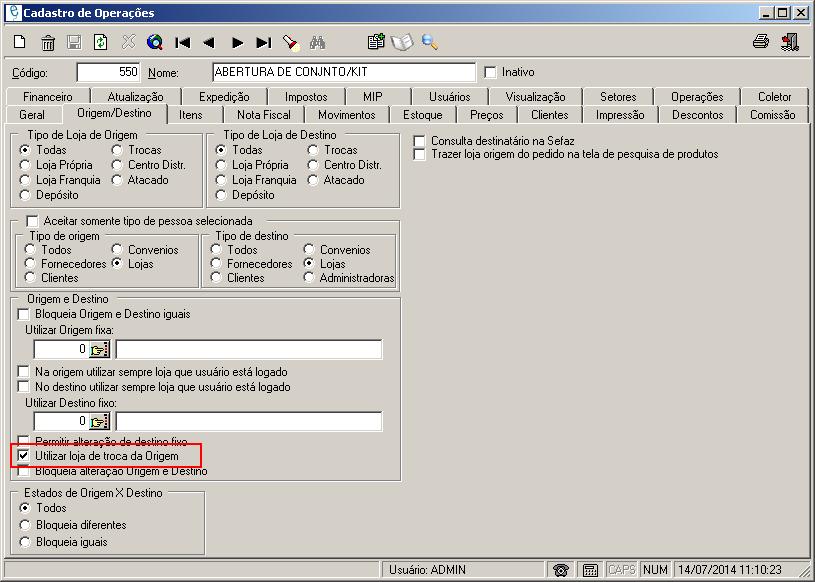 Cadastro de Operações
Código: 550 Nome: ABERTURA DE CONJNTO/KIT Inativo
Financeiro Atualização Expedição Impostos MIP Usuários Visualização Setores Operações Coletor
Geral Origem/Destino Itens Nota Fiscal Movimentos Estoque Preços Clientes Impressão Descontos Comissão
Tipo de Loja de Origem
Todas Trocas
Loja Própria Centro Distr.
Loja Franquia Atacado
Depósito
Tipo de Loja de Destino
Todas Trocas
Loja Própria Centro Distr.
Loja Franquia Atacado
Depósito
Consulta destinatário na Sefaz
Trazer loja origem do pedido na tela de pesquisa de produtos
Aceitar somente tipo de pessoa selecionada
Tipo de origem
Todos Convenios
Fornecedores Lojas
Clientes
Tipo de destino
Todos Convenios
Fornecedores Lojas
Clientes Administradoras
Origem e Destino
Bloqueia Origem e Destino iguais
Utilizar Origem fixa:
0
Na origem utilizar sempre loja que usuário está logado
No destino utilizar sempre loja que usuário está logado
Utilizar Destino fixo:
0
Permitir alteração de destino fixo
Utilizar loja de troca da Origem
Bloqueia alteração Origem e Destino
Estados de Origem X Destino
Todos
Bloqueia diferentes
Bloqueia iguais
Usuário: ADMIN CAPS NUM 14/07/2014 11:10:23